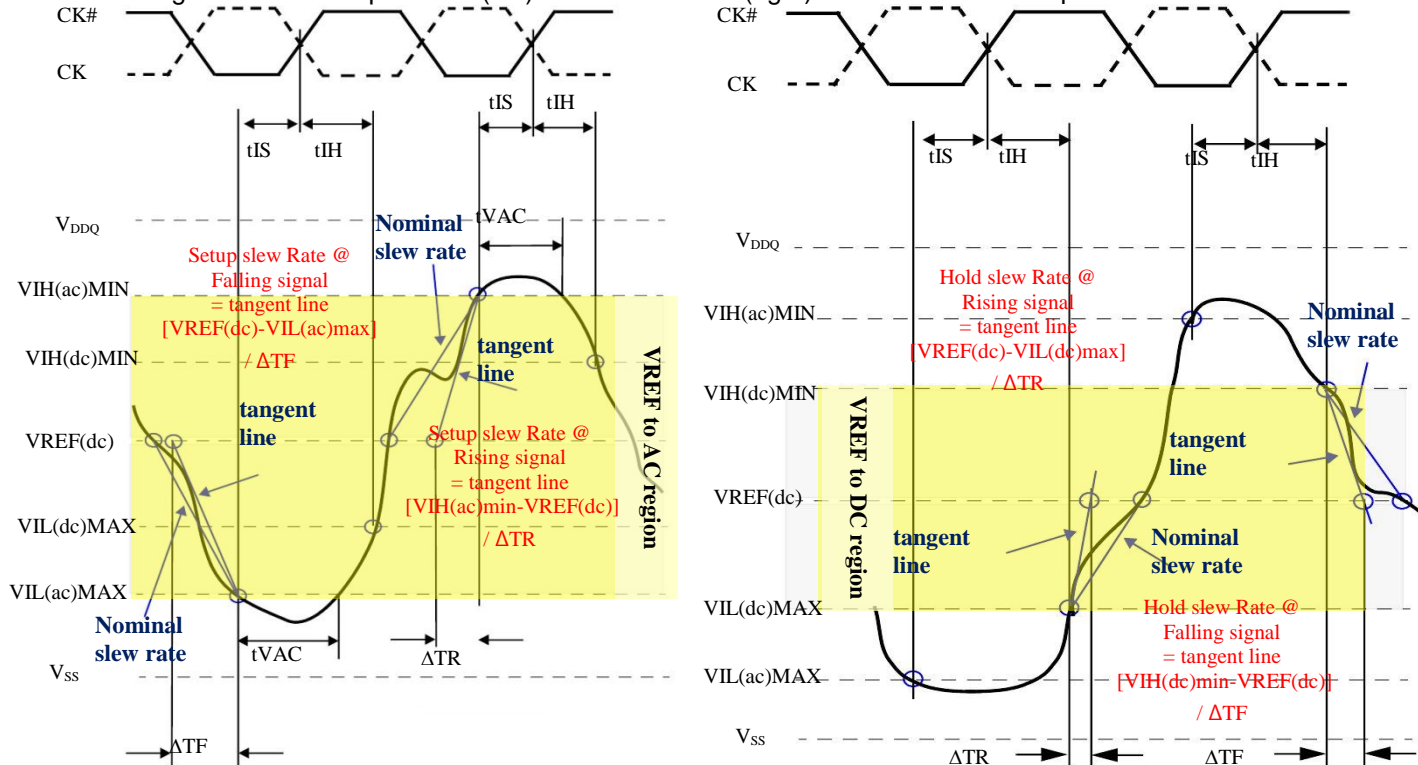 CK#
CK
tIS
tIH
tIS
tIH
VDDQ
Nominal
slew rate
tVAC
Setup slew Rate @
Falling signal
= tangent line
[VREF(dc)-VIL(ac)max]
/ ΔTF
VIH(ac)MIN
VIH(dc)MIN
tangent
line
tangent
line
VREF(dc)
Setup slew Rate @
Rising signal
= tangent line
[VIH(ac)min-VREF(dc)]
/ ΔTR
VREF to AC region
VIL(dc)MAX
VIL(ac)MAX
Nominal
slew rate
tVAC
ΔTR
VSS
ΔTF
CK#
CK
tIS
tIH
tIS
tIH
VDDQ
Hold slew Rate @
Rising signal
= tangent line
[VREF(dc)-VIL(dc)max]
/ ΔTR
VIH(ac)MIN
Nominal
slew rate
VIH(dc)MIN
VREF to DC region
tangent
line
VREF(dc)
tangent
line
Nominal
slew rate
VIL(dc)MAX
Hold slew Rate @
Falling signal
= tangent line
[VIH(dc)min-VREF(dc)]
/ ΔTF
VIL(ac)MAX
VSS
ΔTR
ΔTF